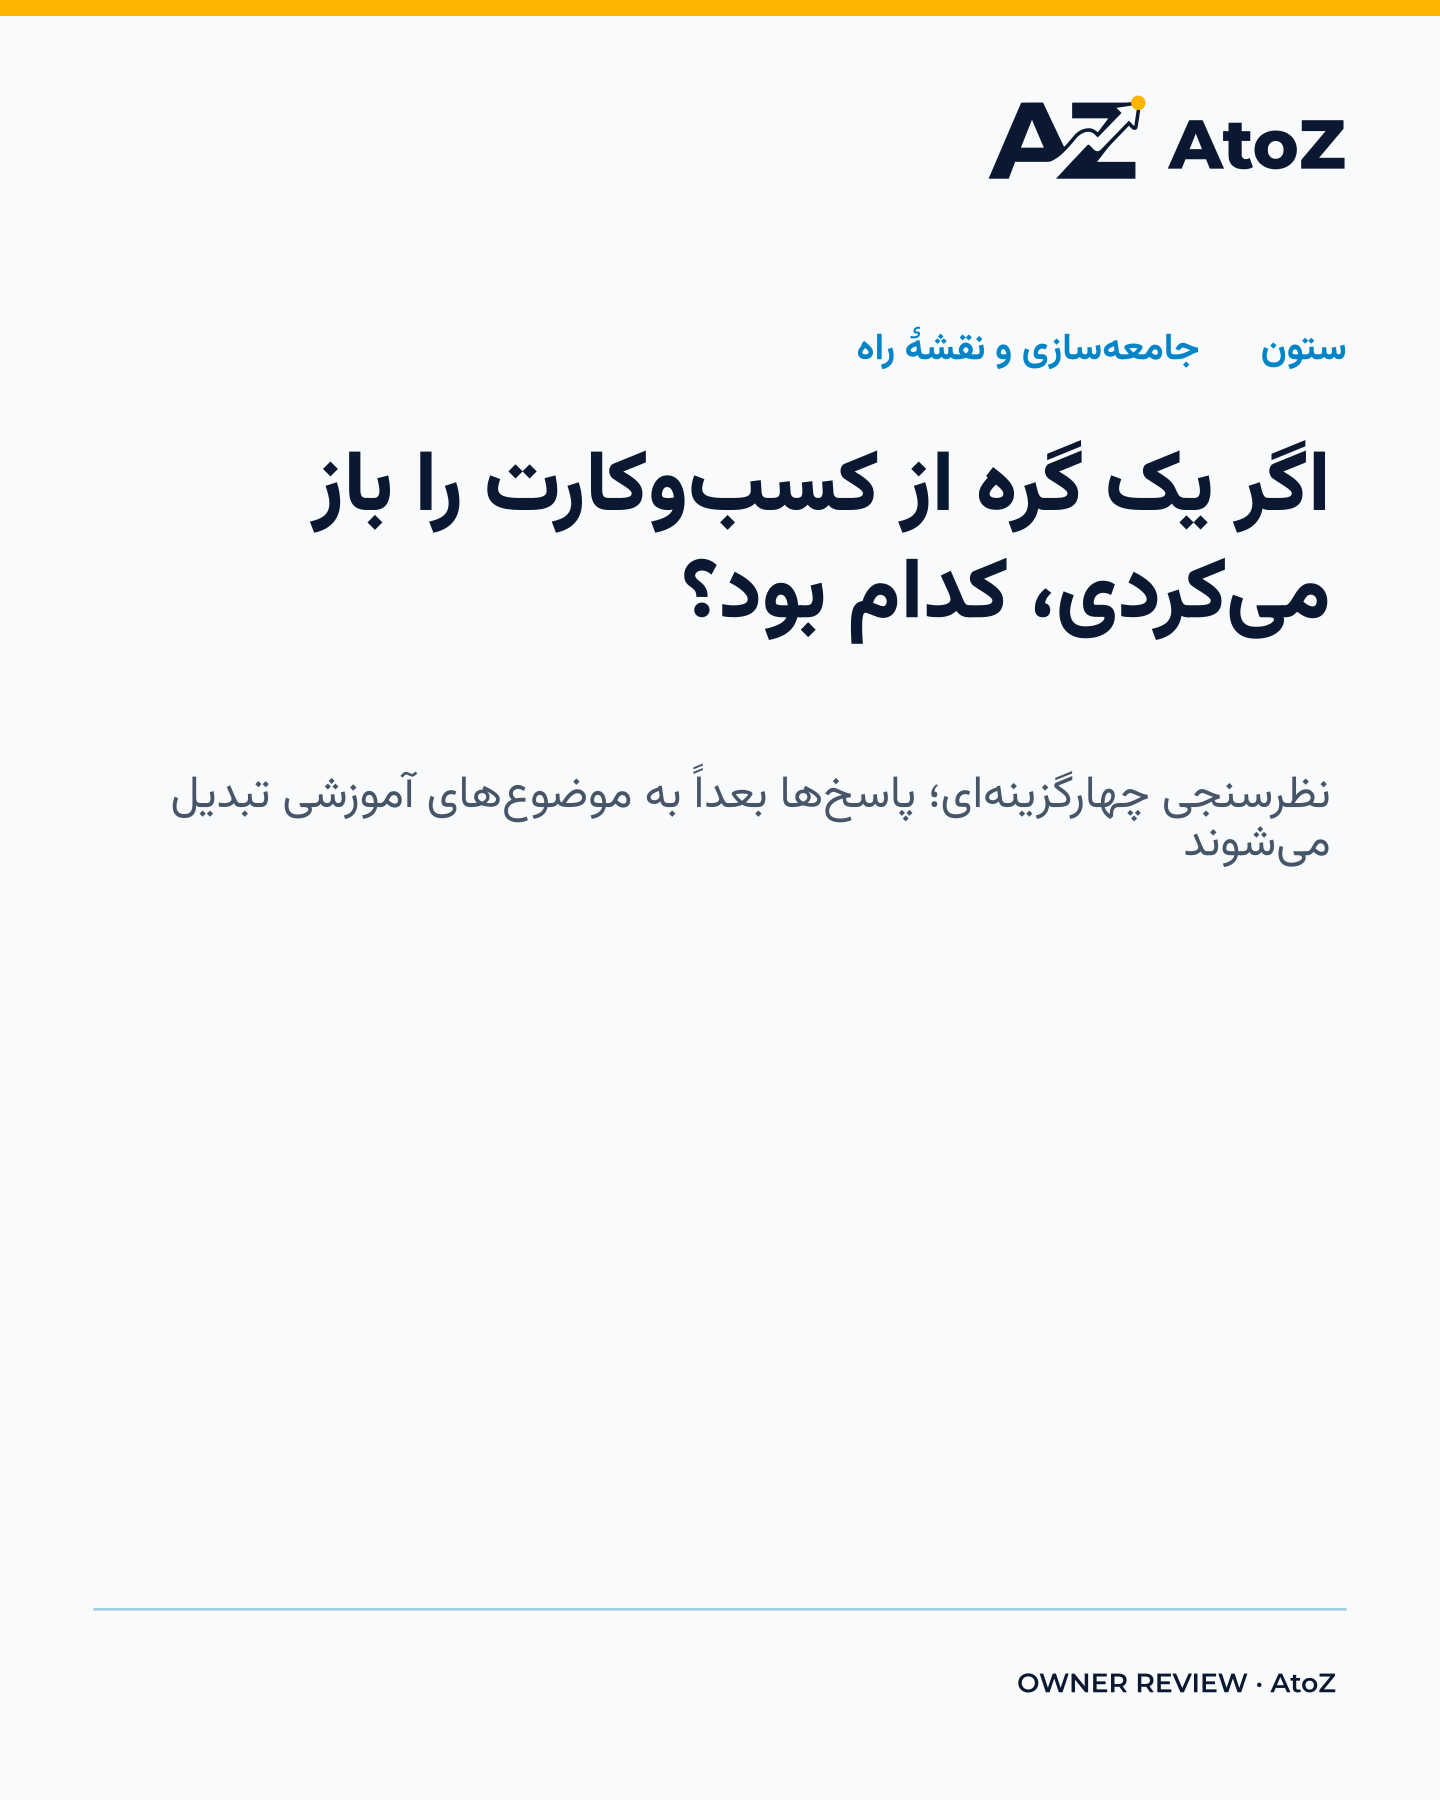 AZ AtoZ
ستون جامعه‌سازی و نقشهٔ راه
اگر یک گره از کسب‌وکارت را باز
می‌کردی، کدام بود؟
نظرسنجی چهارگزینه‌ای؛ پاسخ‌ها بعداً به موضوع‌های آموزشی تبدیل
می‌شوند
OWNER REVIEW · AtoZ